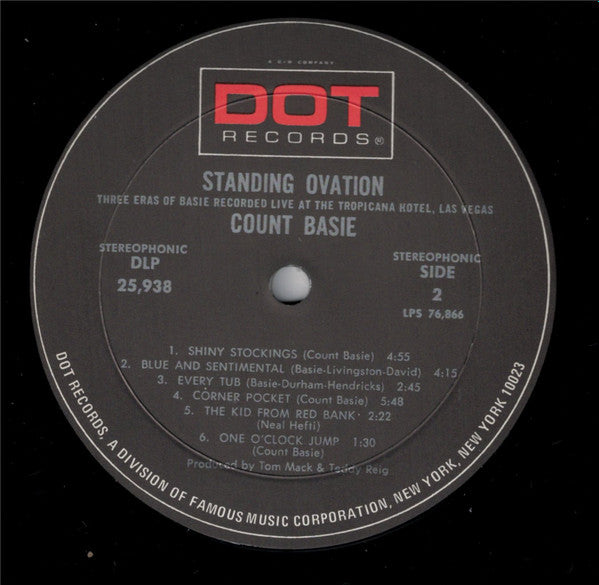 A G+W COMPANY
DOT
RECORDS®
STANDING OVATION
THREE ERAS OF BASIE RECORDED LIVE AT THE TROPICANA HOTEL, LAS VEGAS
COUNT BASIE
STEREOPHONIC
DLP
25,938
STEREOPHONIC
SIDE
2
LPS 76,866
1. SHINY STOCKINGS (Count Basie) 4:55
2. BLUE AND SENTIMENTAL (Basie-Livingston-David) 4:15
3. EVERY TUB (Basie-Durham-Hendricks) 2:45
4. CORNER POCKET (Count Basie) 5:48
5. THE KID FROM RED BANK 2:22
(Neal Hefti)
6. ONE O'CLOCK JUMP 1:30
(Count Basie)
Produced by Tom Mack & Teddy Reig
DOT RECORDS, A DIVISION OF FAMOUS MUSIC CORPORATION, NEW YORK, NEW YORK 10023